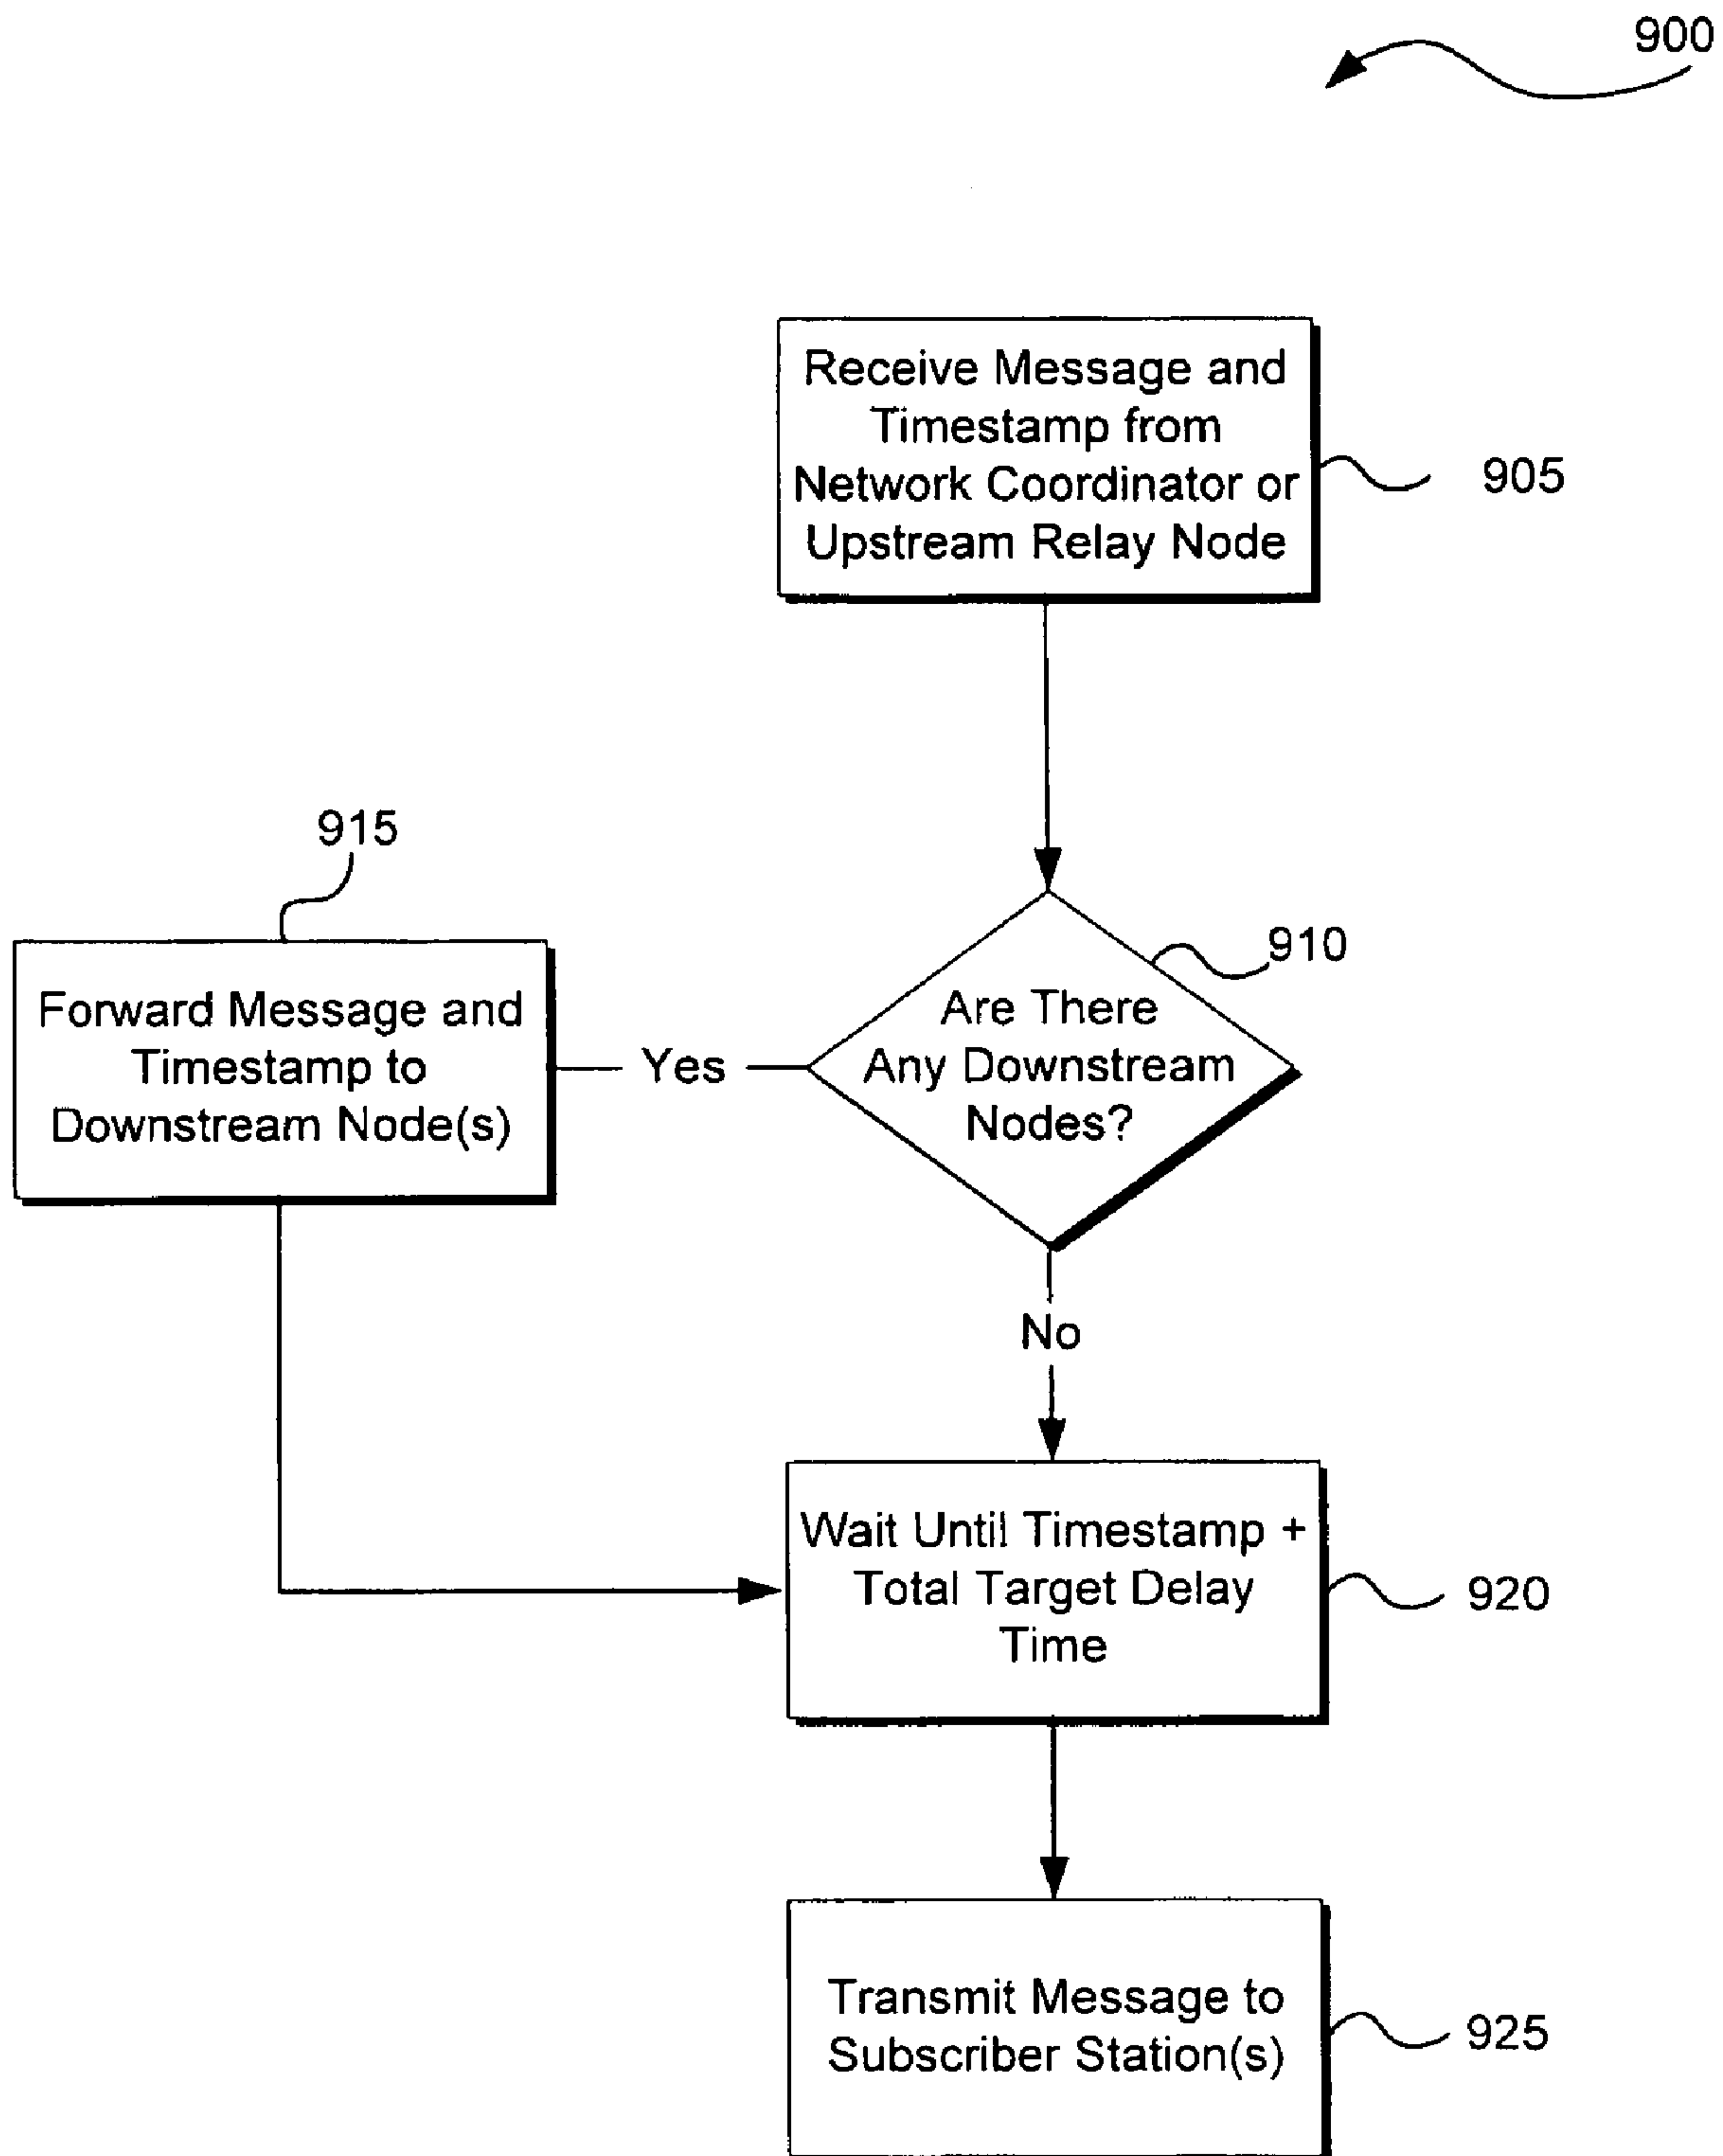 900
Receive Message and
Timestamp from
Network Coordinator or
Upstream Relay Node
905
915
910
Forward Message and
Timestamp to
Downstream Node(s)
Yes
Are There
Any Downstream
Nodes?
No
Wait Until Timestamp +
Total Target Delay
Time
920
Transmit Message to
Subscriber Station(s)
925